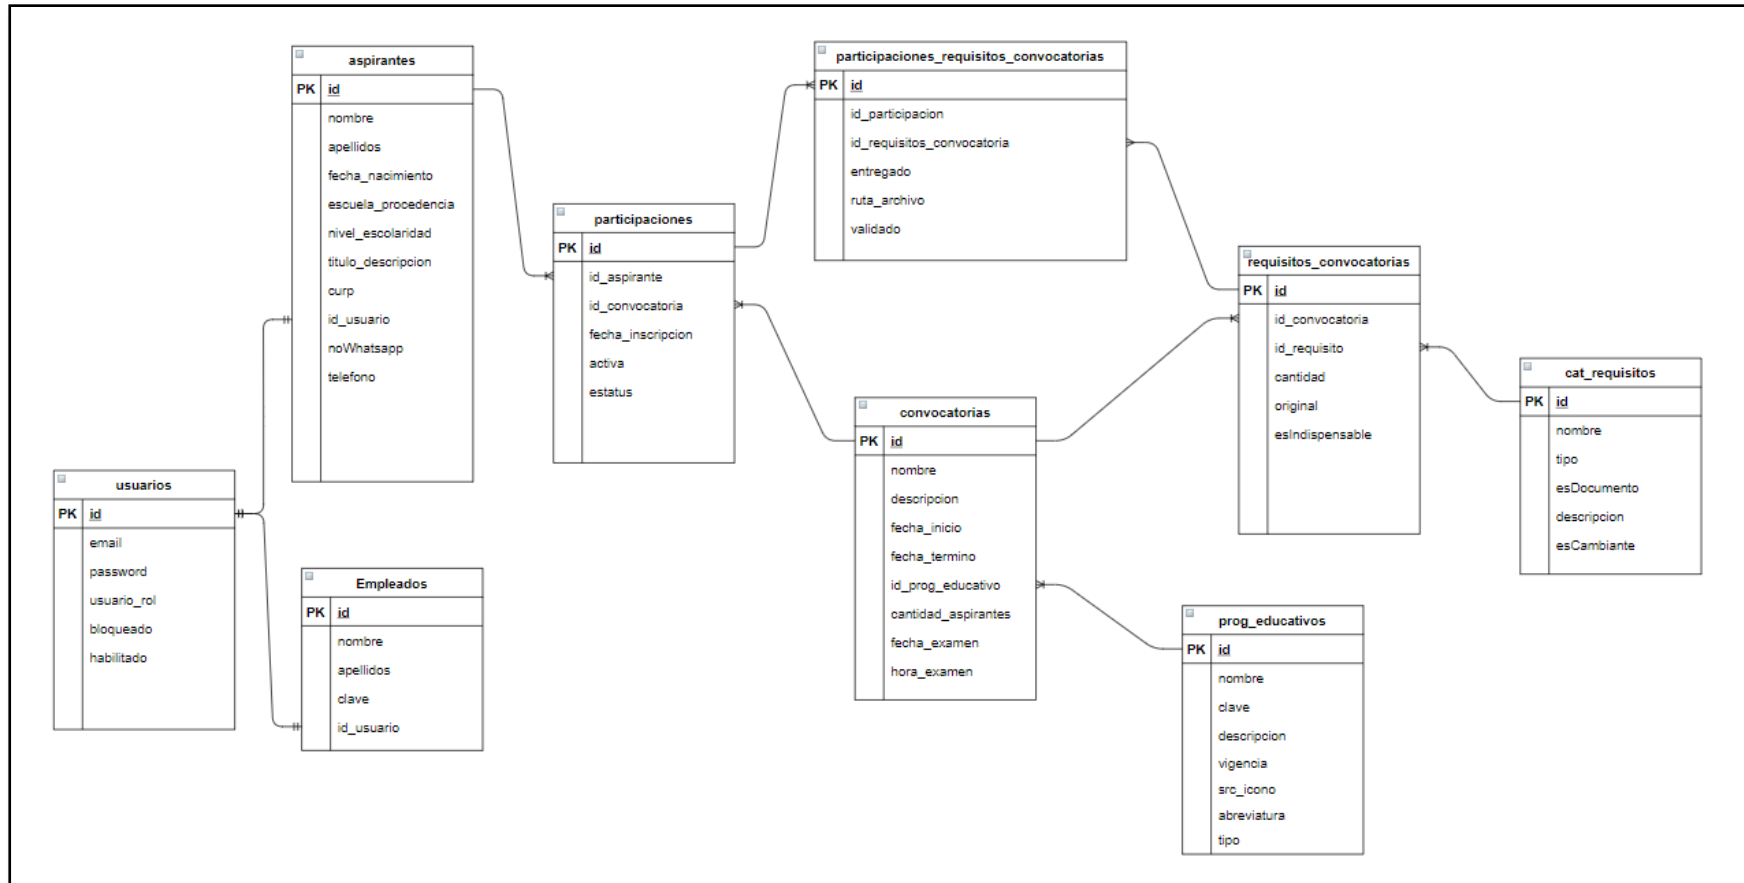 aspirantes
PK id
nombre
apellidos
fecha_nacimiento
escuela_procedencia
nivel_escolaridad
titulo_descripcion
curp
id_usuario
noWhatsapp
telefono
participaciones_requisitos_convocatorias
PK id
id_participacion
id_requisitos_convocatoria
entregado
ruta_archivo
validado
participaciones
PK id
id_aspirante
id_convocatoria
fecha_inscripcion
activa
estatus
requisitos_convocatorias
PK id
id_convocatoria
id_requisito
cantidad
original
esIndispensable
cat_requisitos
PK id
nombre
tipo
esDocumento
descripcion
esCambiante
convocatorias
PK id
nombre
descripcion
fecha_inicio
fecha_termino
id_prog_educativo
cantidad_aspirantes
fecha_examen
hora_examen
usuarios
PK id
email
password
usuario_rol
bloqueado
habilitado
Empleados
PK id
nombre
apellidos
clave
id_usuario
prog_educativos
PK id
nombre
clave
descripcion
vigencia
src_icono
abreviatura
tipo